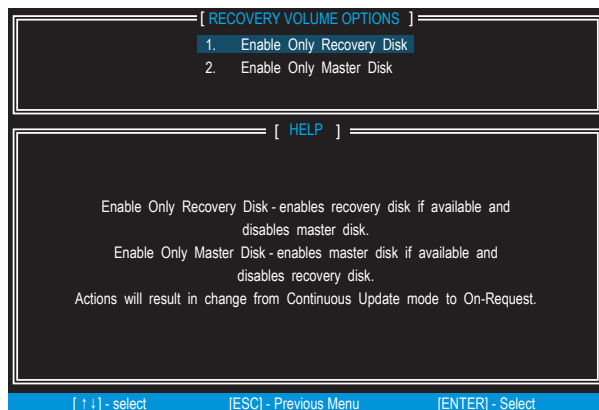 [ RECOVERY VOLUME OPTIONS ]
1. Enable Only Recovery Disk
2. Enable Only Master Disk
[ HELP ]
Enable Only Recovery Disk - enables recovery disk if available and
disables master disk.
Enable Only Master Disk - enables master disk if available and
disables recovery disk.
Actions will result in change from Continuous Update mode to On-Request.
[ ↑↓] - select [ESC] - Previous Menu [ENTER] - Select